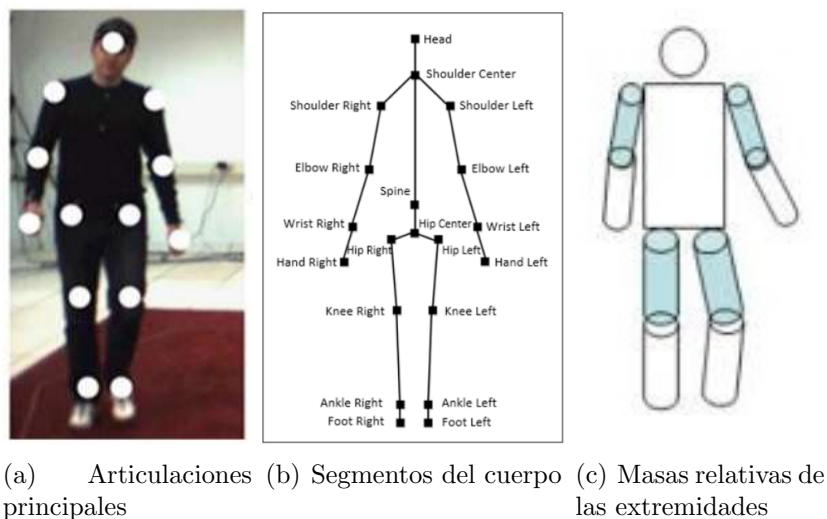 Head
Shoulder Center
Shoulder Right
Shoulder Left
Elbow Right
Elbow Left
Spine
Wrist Right
Hip Center
Wrist Left
Hip Right
Hip Left
Hand Right
Hand Left
Knee Right
Knee Left
Ankle Right
Ankle Left
Foot Right
Foot Left
(a) Articulaciones
principales
(b) Segmentos del cuerpo
(c) Masas relativas de
las extremidades